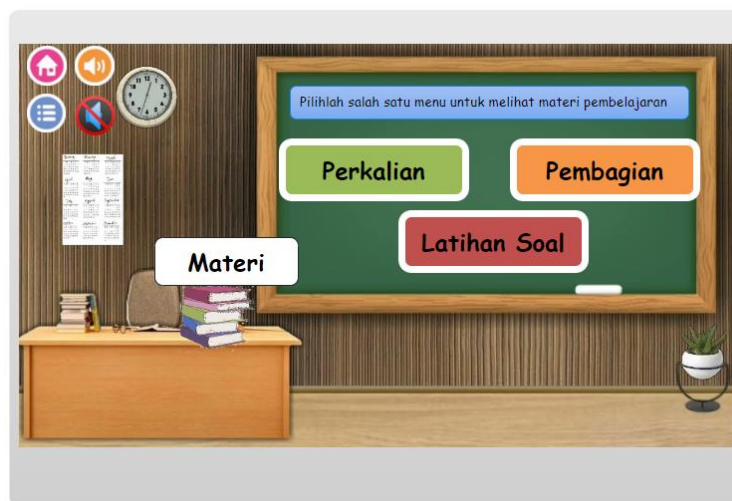 Pilihlah salah satu menu untuk melihat materi pembelajaran
Perkalian
Pembagian
Latihan Soal
Materi